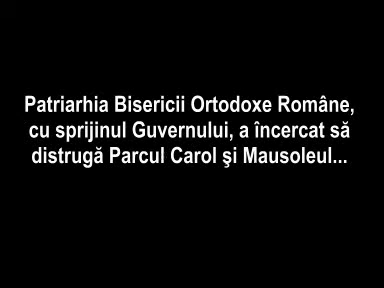 Patriarhia Bisericii Ortodoxe Române,
cu sprijinul Guvernului, a încercat să
distrugă Parcul Carol şi Mausoleul...